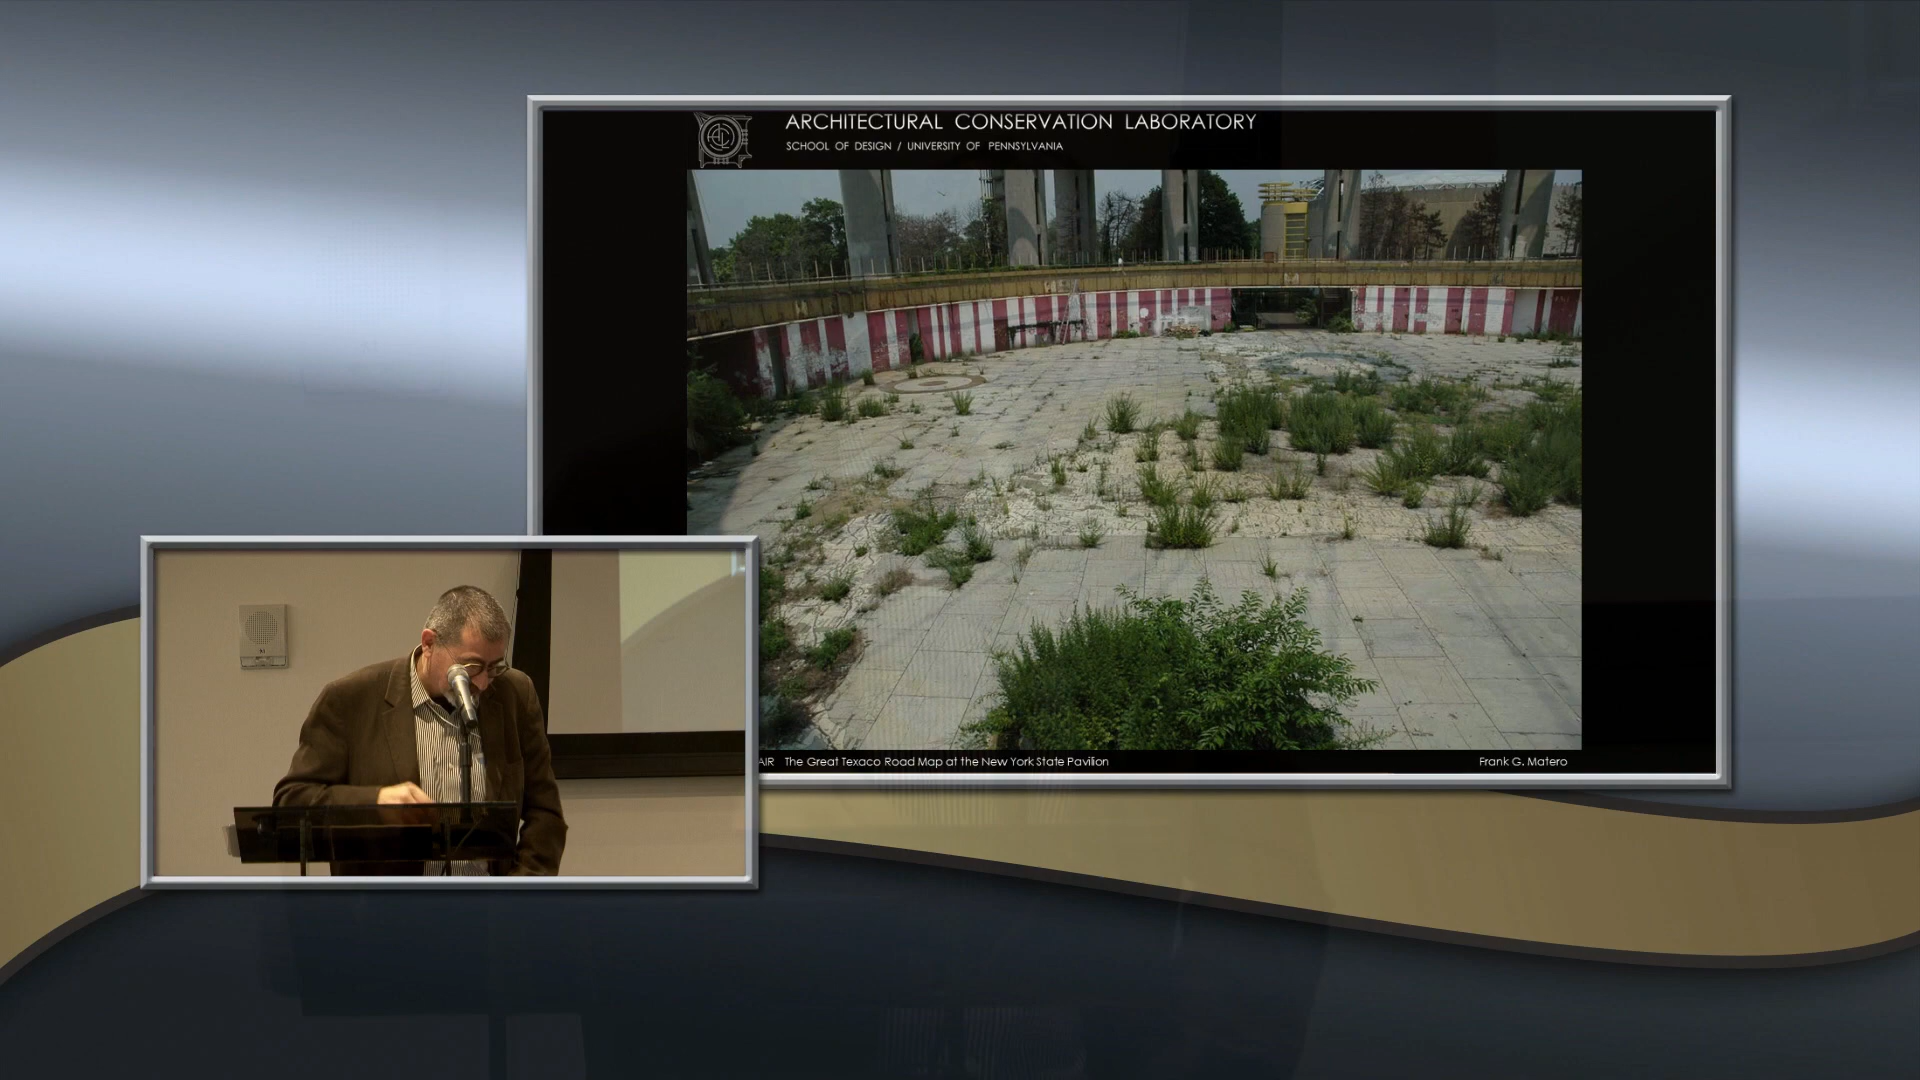 ARCHITECTURAL CONSERVATION LABORATORY
SCHOOL OF DESIGN / UNIVERSITY OF PENNSYLVANIA
AIR The Great Texaco Road Map at the New York State Pavilion
Frank G. Matero